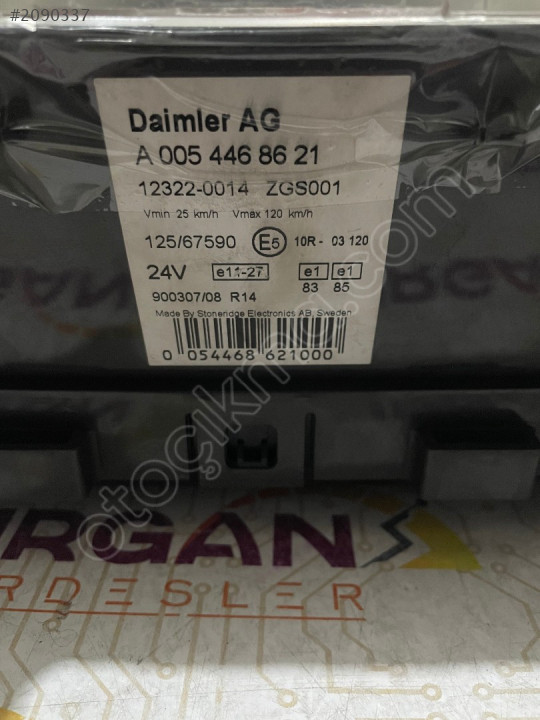 #2090337
Daimler AG
A 005 446 86 21
12322-0014 ZGS001
Vmin 25 km/h Vmax 120 km/h
125/67590 E5 10R - 03 120
24V e11-27 e1 e1
83 85
900307/08 R14
Made By Stoneridge Electronics AB, Sweden
0 054468 621000
otoçıkma.com
URGAN
RDESLER